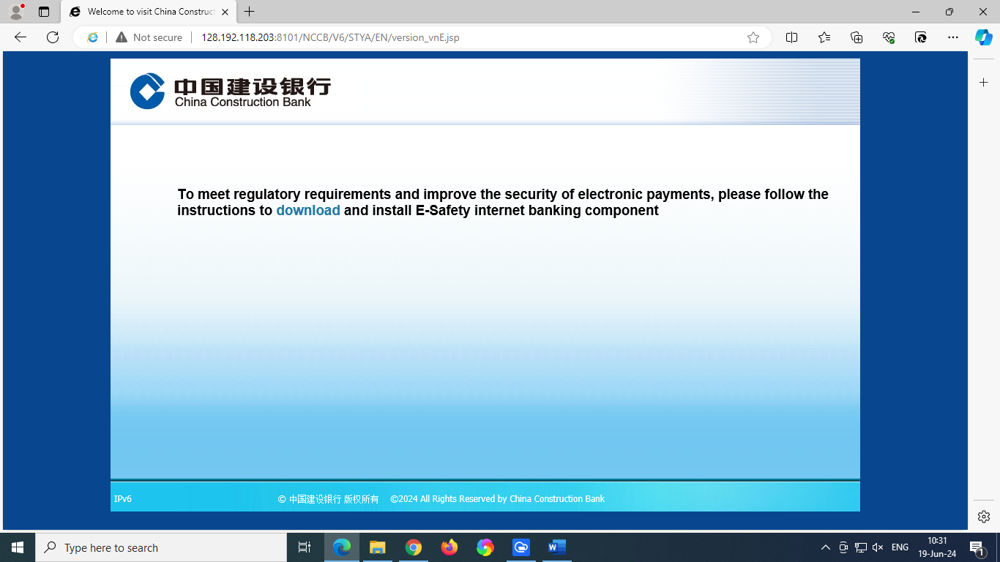 Welcome to visit China Construct
Not secure
128.192.118.203:8101/NCCB/V6/STYA/EN/version_vnE.jsp
中国建设银行
China Construction Bank
To meet regulatory requirements and improve the security of electronic payments, please follow the
instructions to download and install E-Safety internet banking component
IPv6
© 中国建设银行 版权所有 ©2024 All Rights Reserved by China Construction Bank
Type here to search
ENG
10:31
19-Jun-24
1